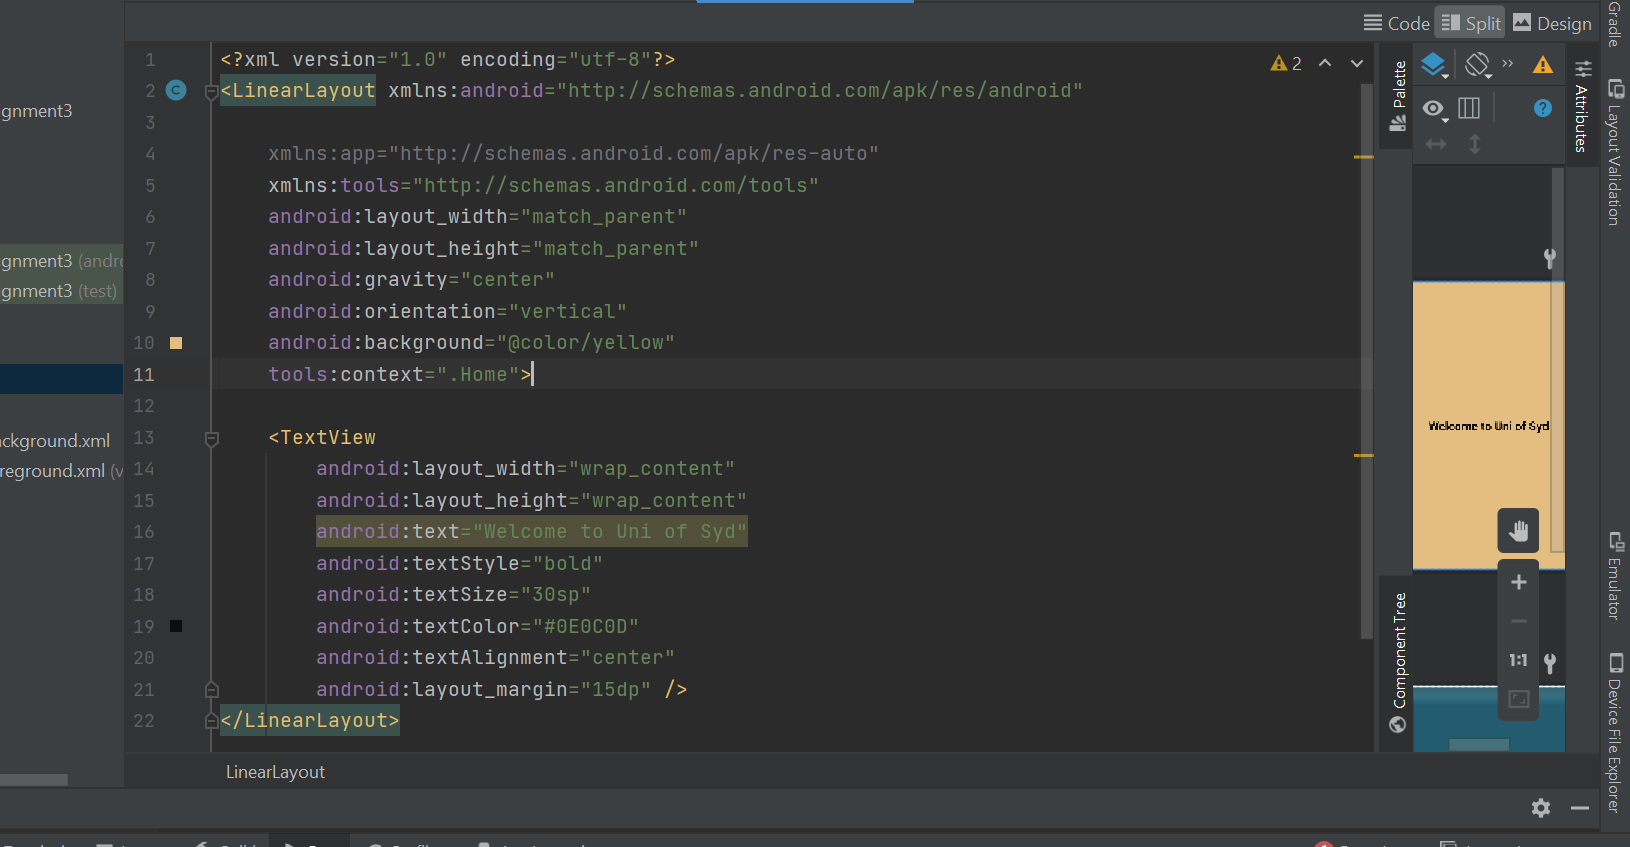 Code Split Design
Gradle
gnment3
gnment3 (andro
gnment3 (test)
ckground.xml
reground.xml (v
1 <?xml version="1.0" encoding="utf-8"?>
2 <LinearLayout xmlns:android="http://schemas.android.com/apk/res/android"
3
4 xmlns:app="http://schemas.android.com/apk/res-auto"
5 xmlns:tools="http://schemas.android.com/tools"
6 android:layout_width="match_parent"
7 android:layout_height="match_parent"
8 android:gravity="center"
9 android:orientation="vertical"
10 android:background="@color/yellow"
11 tools:context=".Home">
12
13 <TextView
14 android:layout_width="wrap_content"
15 android:layout_height="wrap_content"
16 android:text="Welcome to Uni of Syd"
17 android:textStyle="bold"
18 android:textSize="30sp"
19 android:textColor="#0E0C0D"
20 android:textAlignment="center"
21 android:layout_margin="15dp" />
22 </LinearLayout>
2
C
LinearLayout
Palette
Component Tree
Welcome to Uni of Syd
1:1
Attributes
Layout Validation
Emulator
Device File Explorer